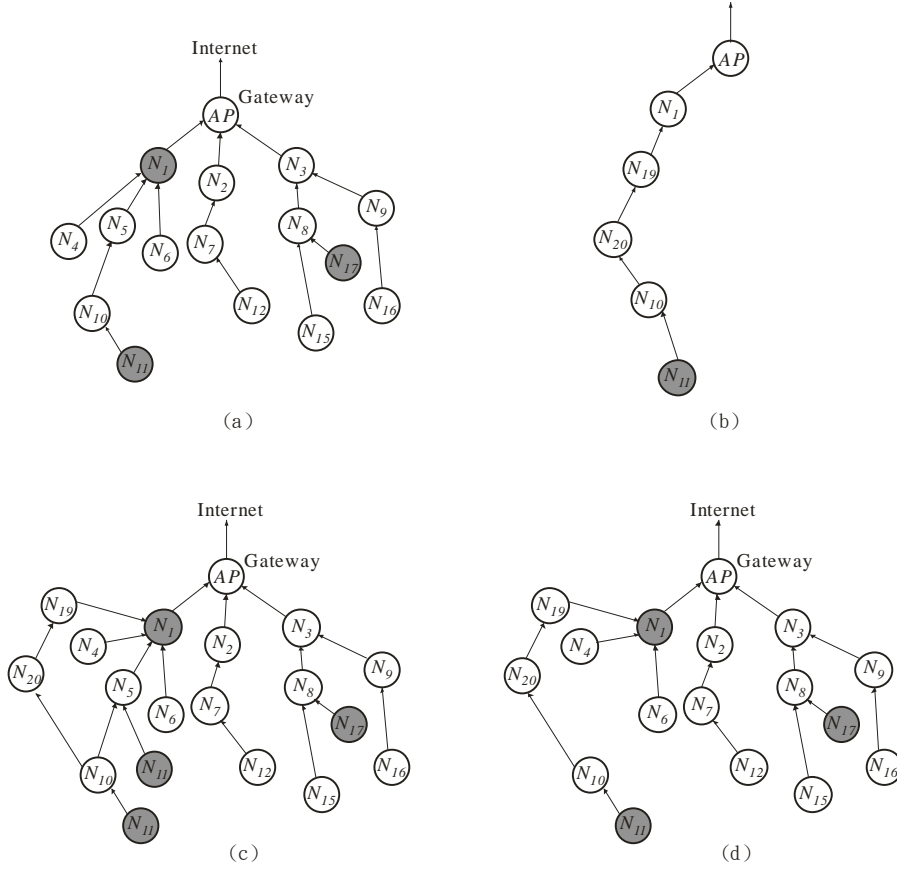 Internet
Gateway
AP
AP
N1
N1
N3
N2
N19
N9
N5
N8
N4
N7
N20
N6
N17
N10
N12
N16
N10
N15
N11
N11
(a)
(b)
Internet
Internet
Gateway
Gateway
AP
AP
N19
N19
N1
N3
N1
N3
N4
N2
N4
N2
N20
N9
N20
N9
N5
N8
N8
N6
N7
N6
N7
N17
N17
N10
N11
N12
N16
N10
N12
N16
N15
N15
N11
N11
(c)
(d)